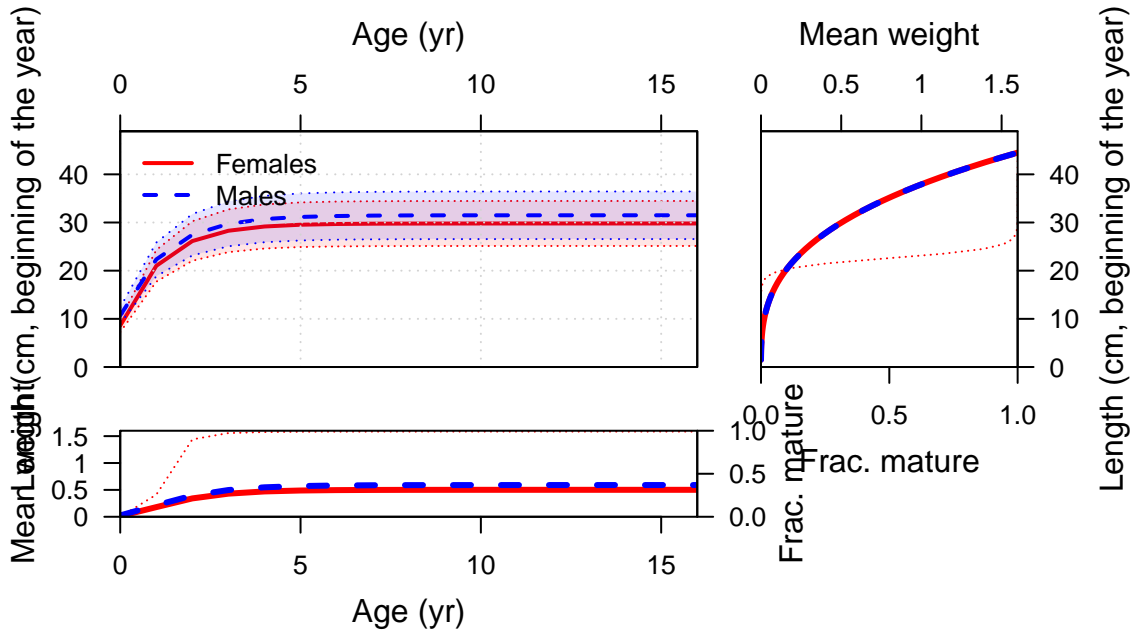 Age (yr)
Mean weight
0 5 10 15
0 0.5 1 1.5
Length (cm, beginning of the year)
40
30
20
10
0
Females
Males
40
30
20
10
0
Length (cm, beginning of the year)
0.0 0.5 1.0
Frac. mature
Mean weight
1.5
1
0.5
0
1.0
0.5
0.0
Frac. mature
0 5 10 15
Age (yr)